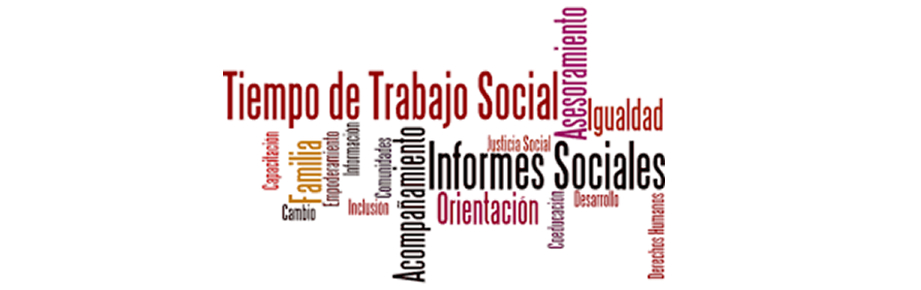 Asesoramiento
Tiempo de Trabajo Social
Igualdad
Capacitación
Familia
Empoderamiento
Información
Comunidades
Acompañamiento
Justicia Social
Informes Sociales
Cambio
Inclusión
Orientación
Coeducación
Desarrollo
Derechos Humanos